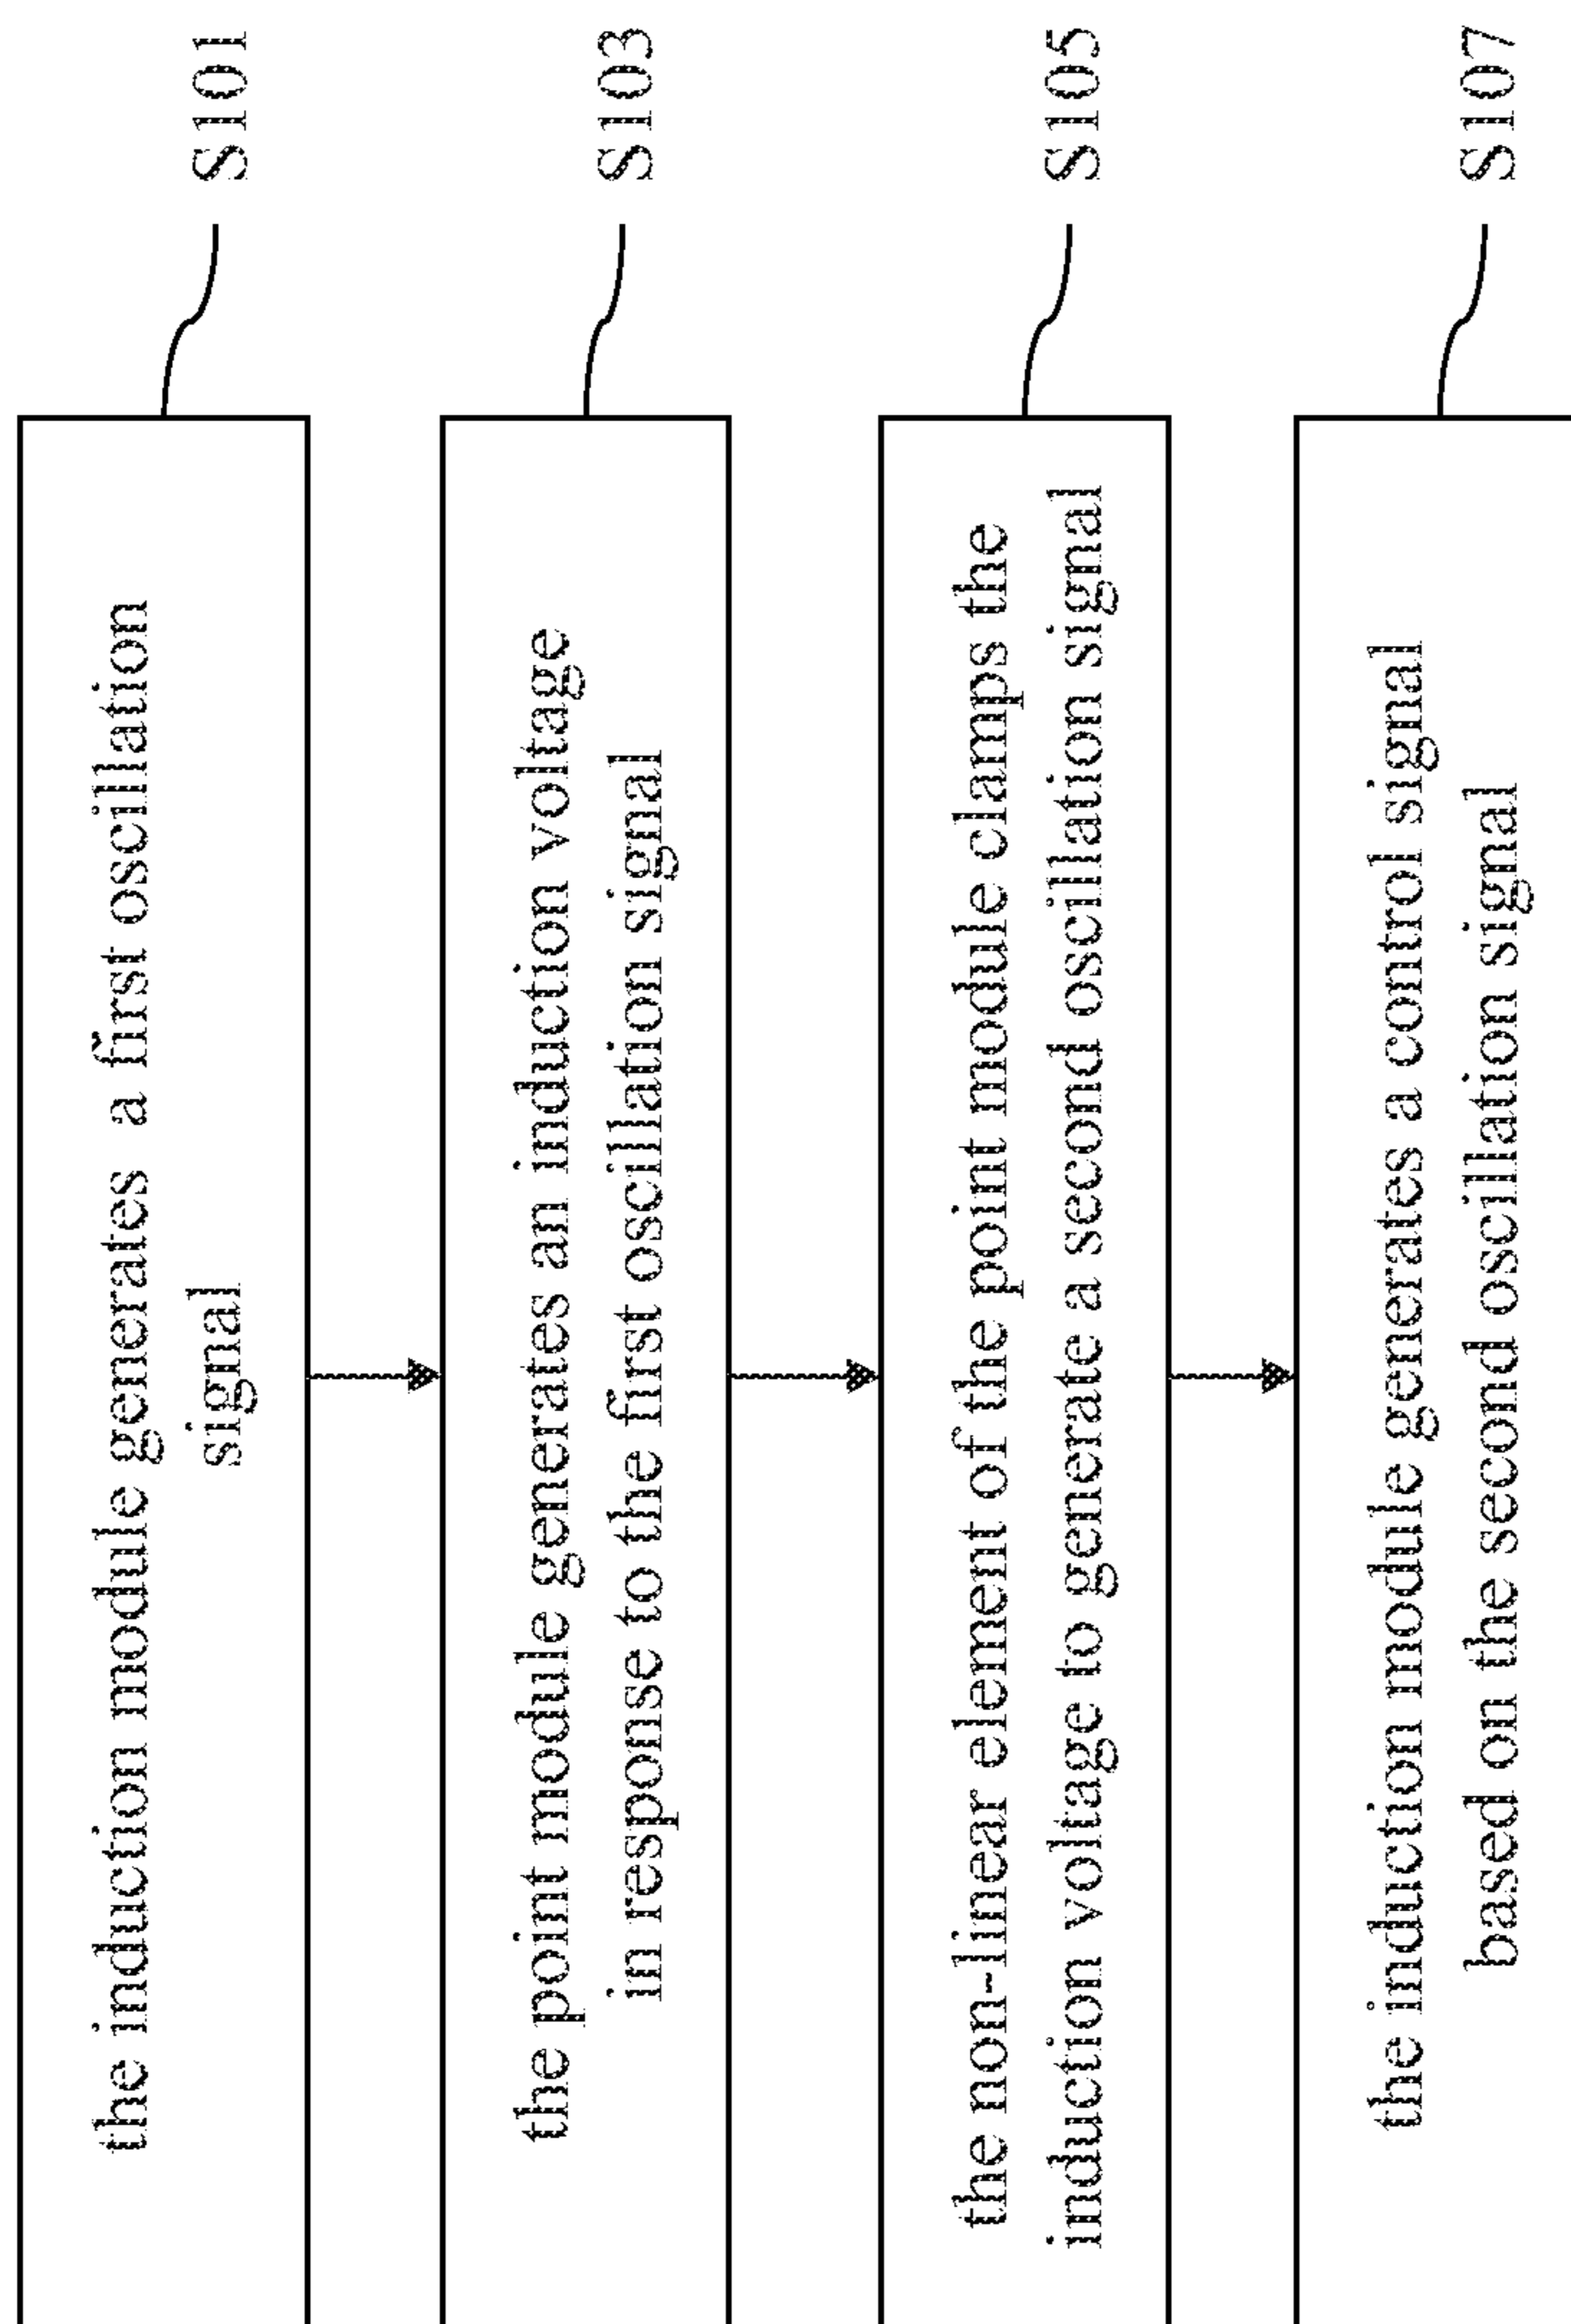 the induction module generates a first oscillation
signal
S101
the point module generates an induction voltage
in response to the first oscillation signal
S103
the non-linear element of the point module clamps the
induction voltage to generate a second oscillation signal
S105
the induction module generates a control signal
based on the second oscillation signal
S107